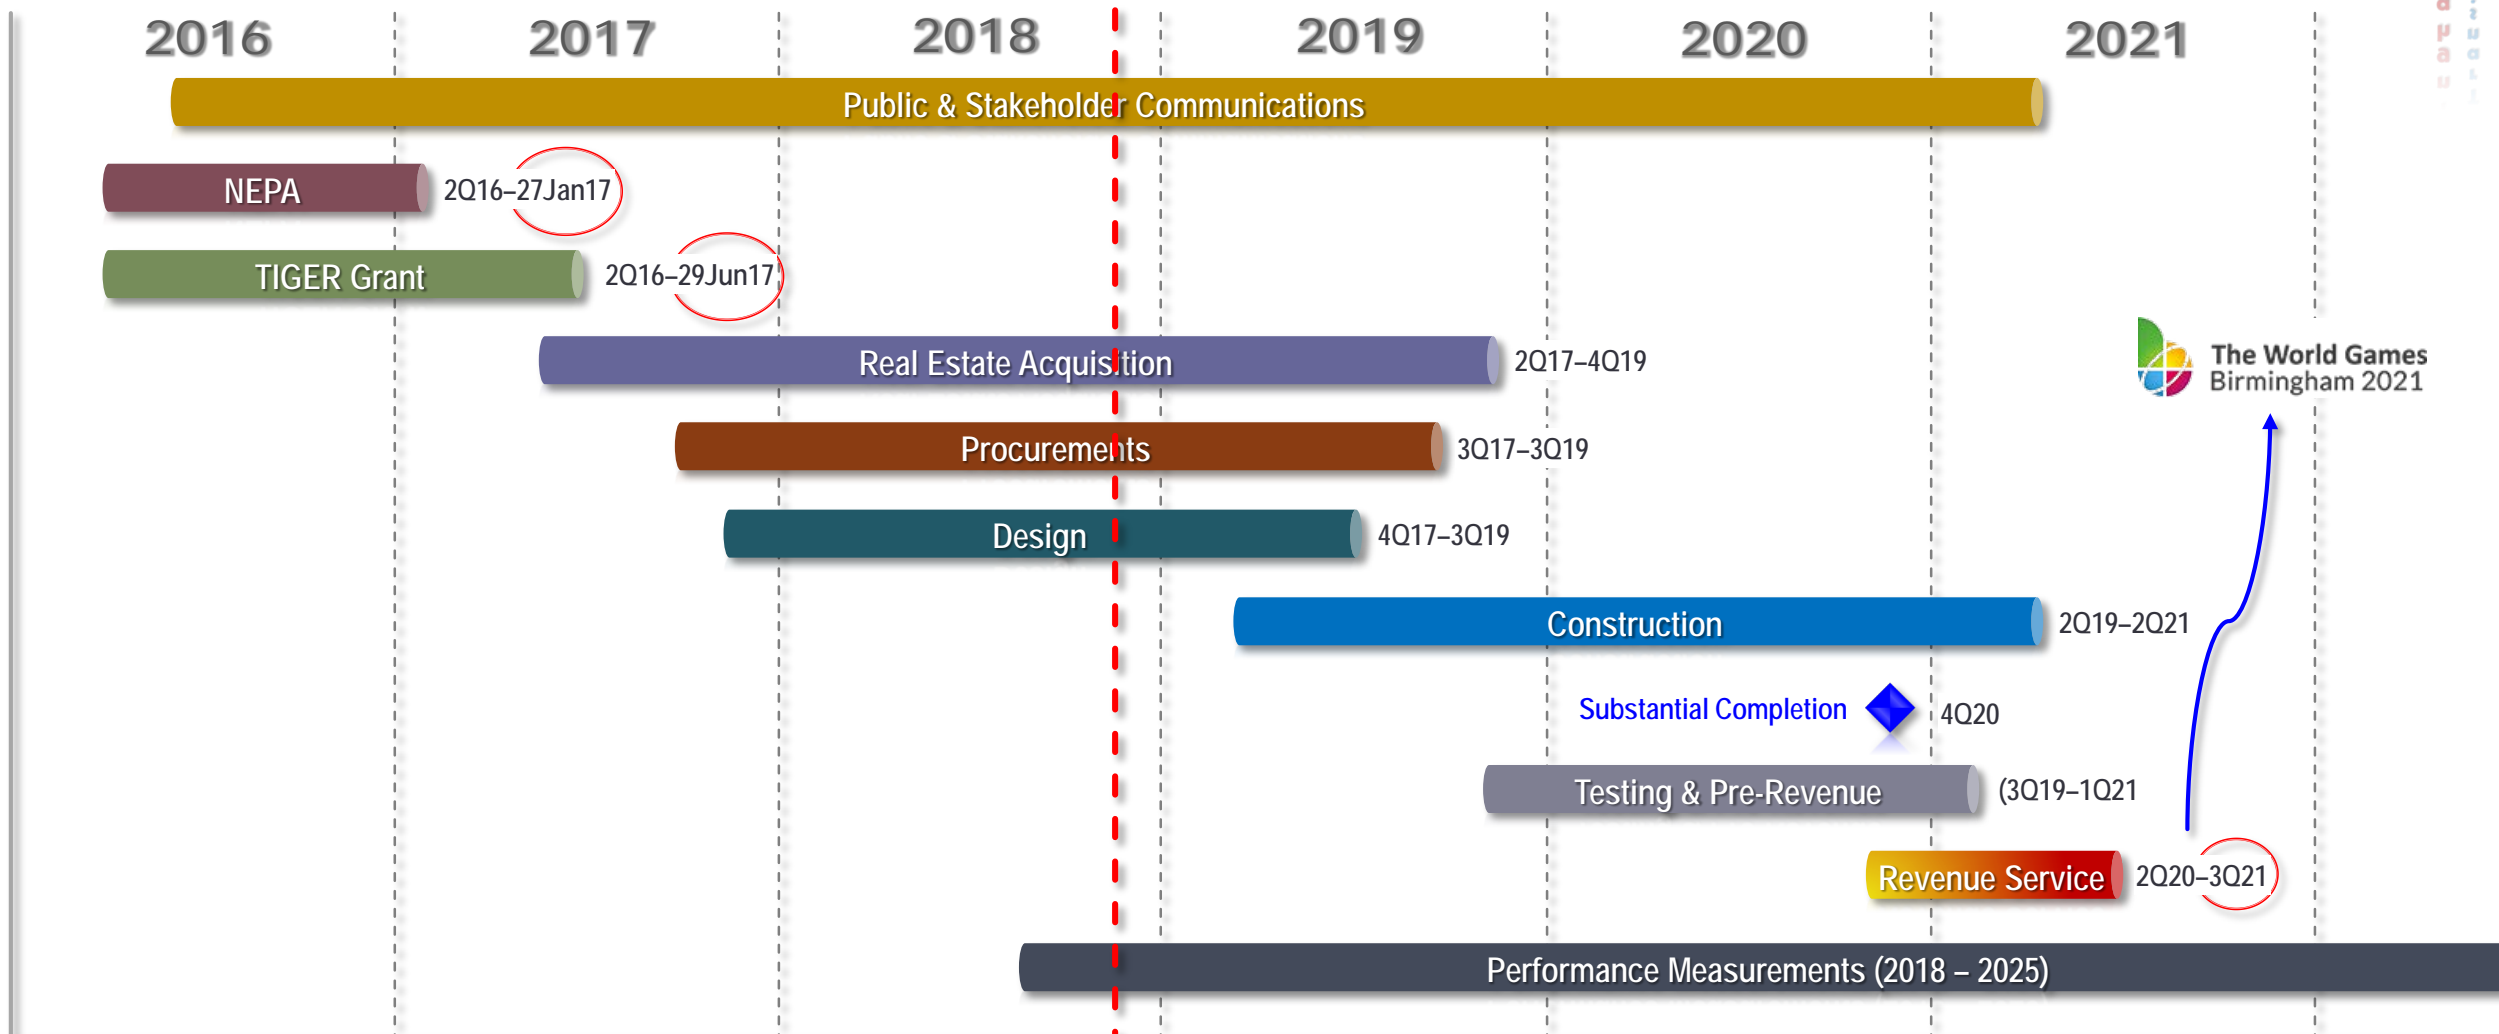 2016 2017 2018 2019 2020 2021
Public & Stakeholder Communications
NEPA 2Q16–27Jan17
TIGER Grant 2Q16–29Jun17
Real Estate Acquisition 2Q17–4Q19
The World Games
Birmingham 2021
Procurements 3Q17–3Q19
Design 4Q17–3Q19
Construction 2Q19–2Q21
Substantial Completion 4Q20
Testing & Pre-Revenue (3Q19–1Q21
Revenue Service 2Q20–3Q21
Performance Measurements (2018 – 2025)